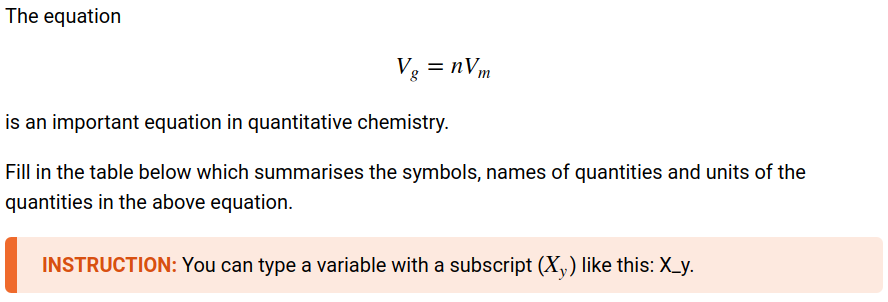 The equation
V_g = nV_m
is an important equation in quantitative chemistry.
Fill in the table below which summarises the symbols, names of quantities and units of the
quantities in the above equation.
INSTRUCTION: You can type a variable with a subscript (X_y) like this: X_y.